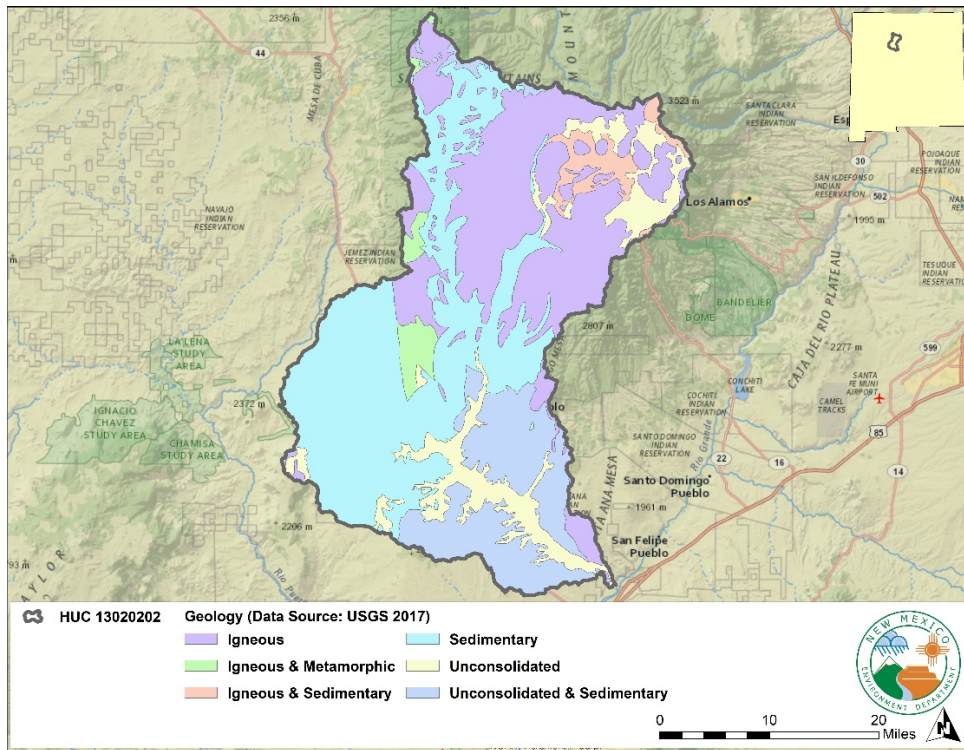 2356 m
44
MOUNT
MESA DE CUBA
3523 m
SANTA CLARA
INDIAN
RESERVATION
Esp
30
POJOAQUE
INDIAN
RESERVATION
SAN ILDEFONSO
INDIAN
RESERVATION
502
Los Alamos
1995 m
NAVAJO
INDIAN
RESERVATION
JEMEZ INDIAN
RESERVATION
TESUQUE
INDIAN
RESERVATION
BANDELIER
DOME
CAJA DEL RIO PLATEAU
2807 m
2277 m
599
LA LENA
STUDY
AREA
CONCHITI
LAKE
SANTA
FE MUNI
AIRPORT
COCHITI
INDIAN
RESERVATION
CAMEL
TRACKS
IGNACIO
CHAVEZ
STUDY AREA
2372 m
CHAMISA
STUDY AREA
85
SANTO DOMINGO
INDIAN
RESERVATION
Rio Grande
22
16
14
Santo Domingo
Pueblo
1961 m
2206 m
San Felipe
Pueblo
HUC 13020202
Geology (Data Source: USGS 2017)
Igneous
Sedimentary
Igneous & Metamorphic
Unconsolidated
Igneous & Sedimentary
Unconsolidated & Sedimentary
NEW MEXICO
ENVIRONMENT DEPARTMENT
0 10 20
Miles
N